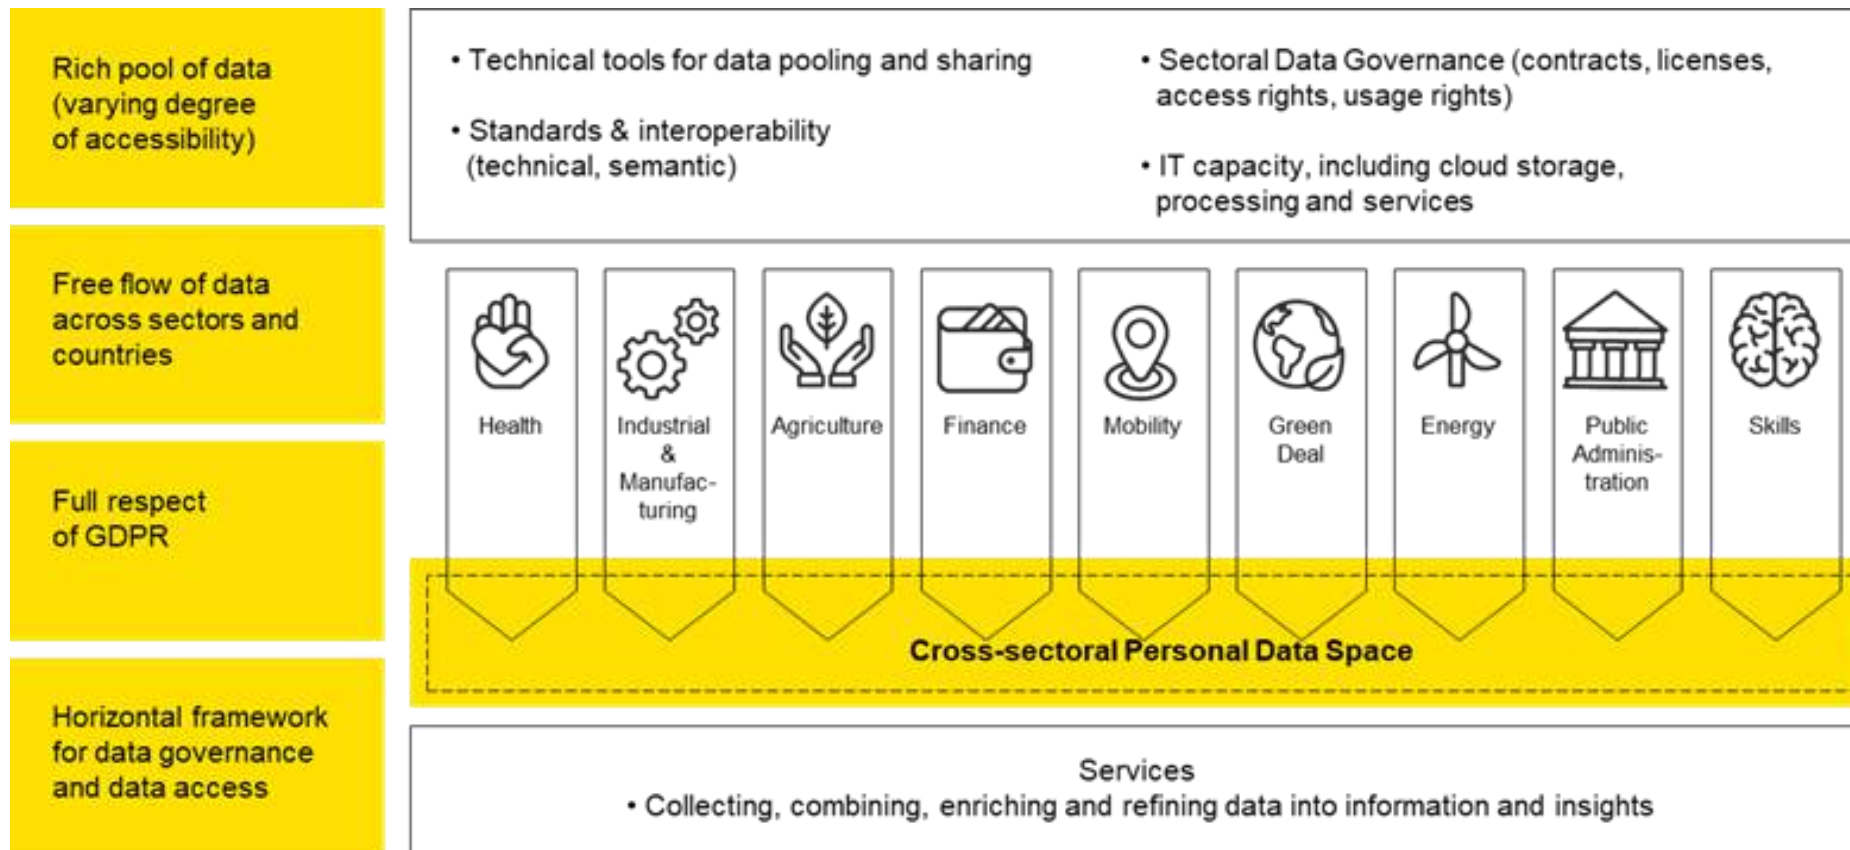 Rich pool of data
(varying degree
of accessibility)
Free flow of data
across sectors and
countries
Full respect
of GDPR
Horizontal framework
for data governance
and data access
• Technical tools for data pooling and sharing
• Standards & interoperability
(technical, semantic)
• Sectoral Data Governance (contracts, licenses,
access rights, usage rights)
• IT capacity, including cloud storage,
processing and services
Health
Industrial
&
Manufac-
turing
Agriculture
Finance
Mobility
Green
Deal
Energy
Public
Adminis-
tration
Skills
Cross-sectoral Personal Data Space
Services
• Collecting, combining, enriching and refining data into information and insights